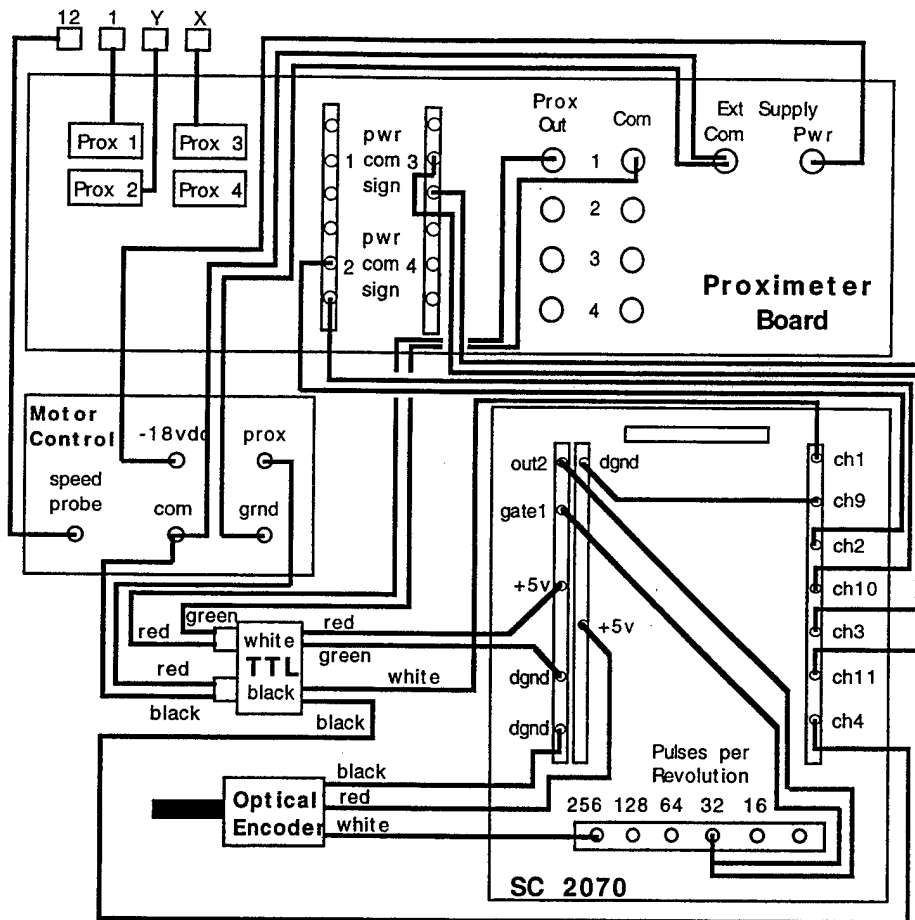 12 1 Y X
Prox 1 Prox 3
Prox 2 Prox 4
pwr
1 com 3
sign
pwr
2 com 4
sign
Prox
Out
Com
Ext Supply
Com Pwr
1
2
3
4
Proximeter
Board
Motor
Control
-18vdc prox
speed
probe
com grnd
out2 dgnd
gate1
+5v
+5v
dgnd
dgnd
ch1
ch9
ch2
ch10
ch3
ch11
ch4
green
red
red
black
white
TTL
black
red
green
white
black
black
red
white
Optical
Encoder
Pulses per
Revolution
256 128 64 32 16
SC 2070